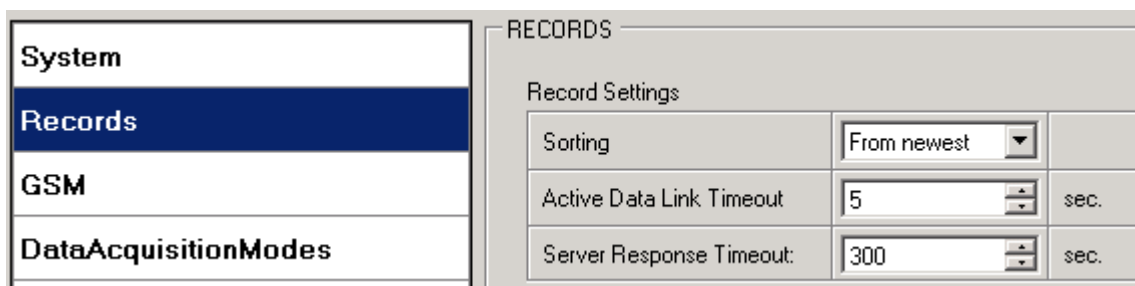 System
Records
GSM
DataAcquisitionModes
RECORDS
Record Settings
Sorting From newest
Active Data Link Timeout 5 sec.
Server Response Timeout: 300 sec.